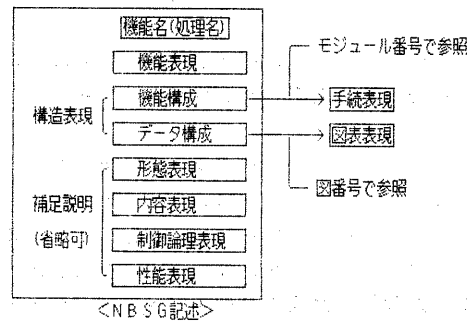 機能名(処理名)
機能表現
モジュール番号で参照
機能構成
手続表現
構造表現
データ構成
図表表現
形態表現
図番号で参照
補足説明
内容表現
(省略可)
制御論理表現
性能表現
<NBSG記述>